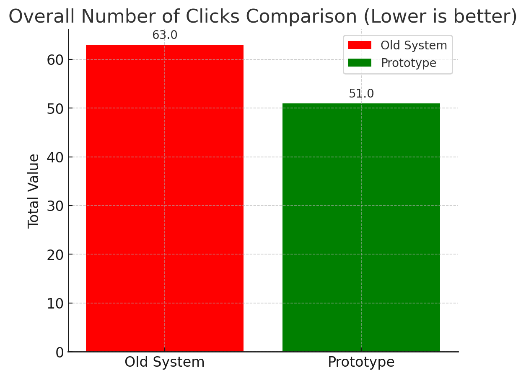 Overall Number of Clicks Comparison (Lower is better)
63.0
Old System
Prototype
51.0
60
50
40
30
20
10
0
Total Value
Old System
Prototype